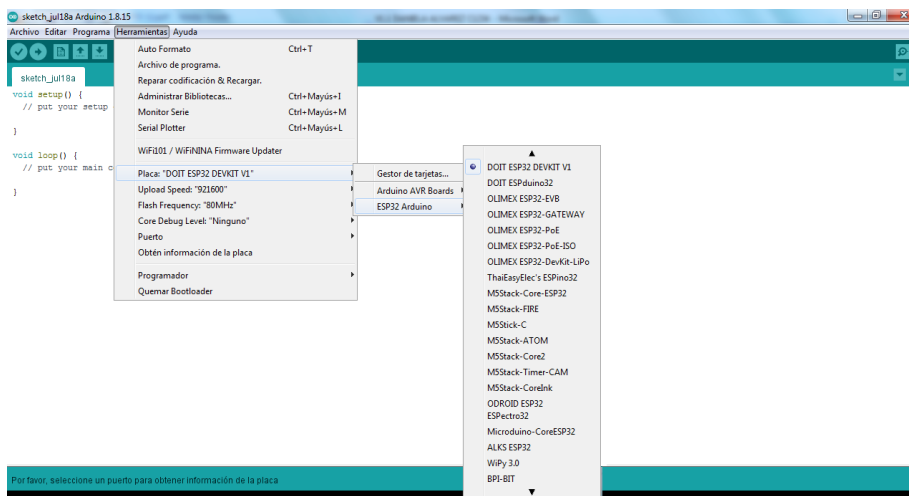 sketch_jul18a Arduino 1.8.15
Archivo Editar Programa Herramientas Ayuda
sketch_jul18a
void setup() {
// put your setup
}
void loop() {
// put your main c
}
Auto Formato Ctrl+T
Archivo de programa.
Reparar codificación & Recargar.
Administrar Bibliotecas... Ctrl+Mayús+I
Monitor Serie Ctrl+Mayús+M
Serial Plotter Ctrl+Mayús+L
WiFi101 / WiFiNINA Firmware Updater
Placa: "DOIT ESP32 DEVKIT V1"
Upload Speed: "921600"
Flash Frequency: "80MHz"
Core Debug Level: "Ninguno"
Puerto
Obtén información de la placa
Programador
Quemar Bootloader
Gestor de tarjetas...
Arduino AVR Boards
ESP32 Arduino
DOIT ESP32 DEVKIT V1
DOIT ESPduino32
OLIMEX ESP32-EVB
OLIMEX ESP32-GATEWAY
OLIMEX ESP32-PoE
OLIMEX ESP32-PoE-ISO
OLIMEX ESP32-DevKit-LiPo
ThaiEasyElec's ESPino32
M5Stack-Core-ESP32
M5Stack-FIRE
M5Stick-C
M5Stack-ATOM
M5Stack-Core2
M5Stack-Timer-CAM
M5Stack-CoreInk
ODROID ESP32
ESPectro32
Microduino-CoreESP32
ALKS ESP32
WiPy 3.0
BPI-BIT
Por favor, seleccione un puerto para obtener información de la placa